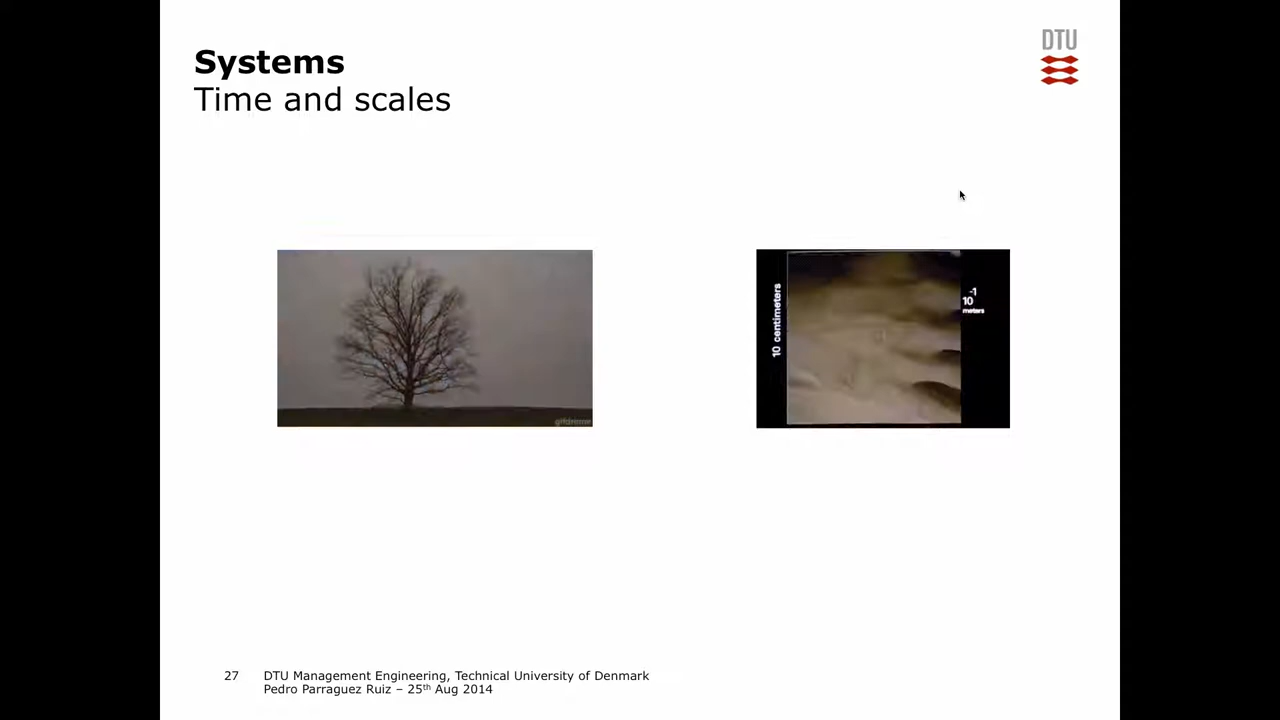 Systems
Time and scales
DTU
10 centimeters
-1
10
meters
27
DTU Management Engineering, Technical University of Denmark
Pedro Parraguez Ruiz – 25th Aug 2014